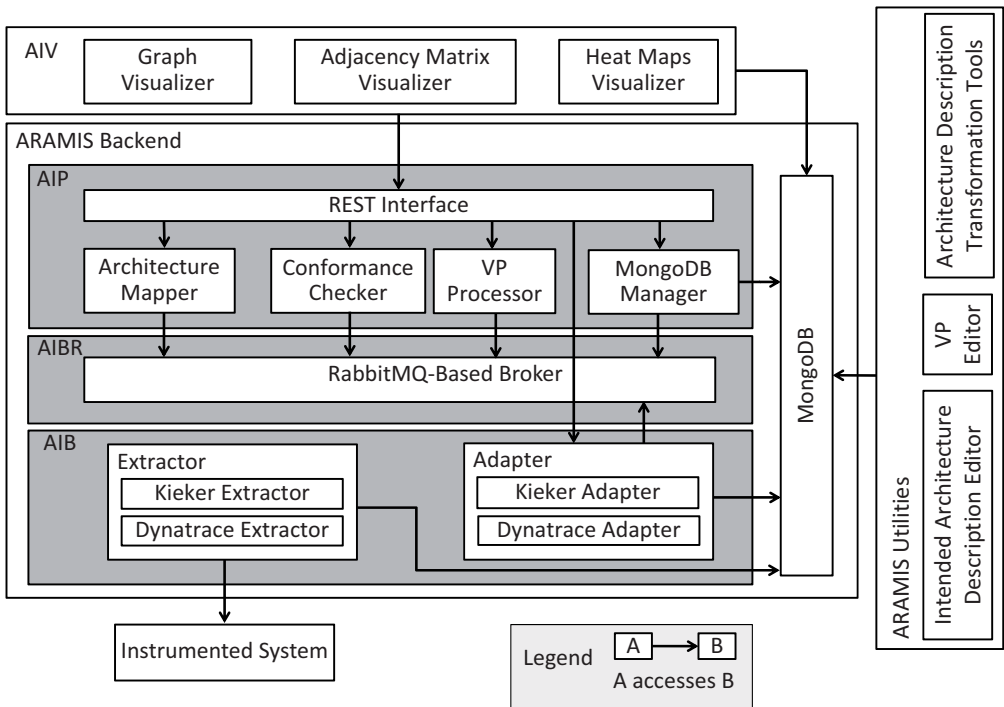 AIV
Graph
Visualizer
Adjacency Matrix
Visualizer
Heat Maps
Visualizer
ARAMIS Backend
AIP
REST Interface
Architecture
Mapper
Conformance
Checker
VP
Processor
MongoDB
Manager
AIBR
RabbitMQ-Based Broker
AIB
Extractor
Kieker Extractor
Dynatrace Extractor
Adapter
Kieker Adapter
Dynatrace Adapter
MongoDB
Instrumented System
Legend
A
B
A accesses B
ARAMIS Utilities
Architecture Description
Transformation Tools
VP
Editor
Intended Architecture
Description Editor